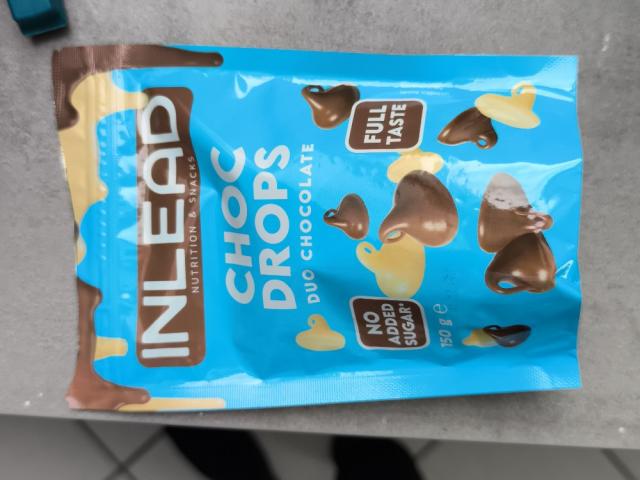 INLEAD
NUTRITION & SNACKS
CHOC
DROPS
DUO CHOCOLATE
FULL
TASTE
NO
ADDED
SUGAR*
150 g ℮